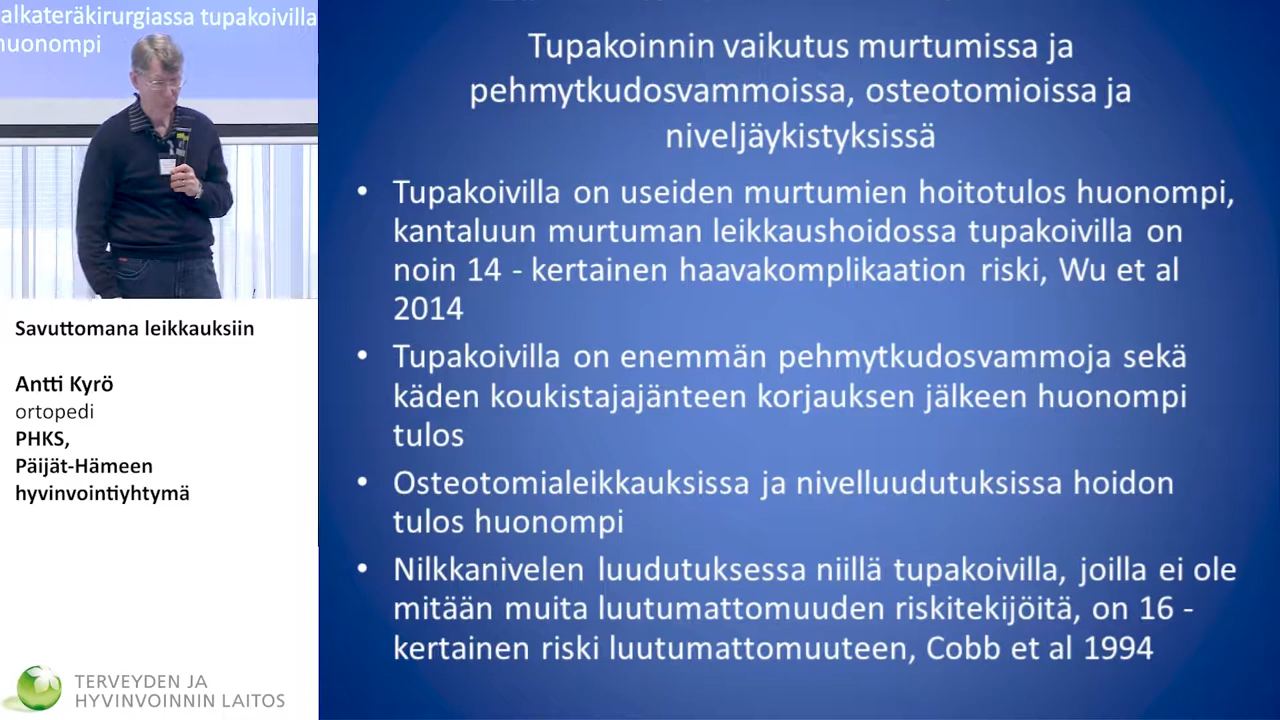 alkateräkirurgiassa tupakoivilla
huonompi
Savuttomana leikkauksiin
Antti Kyrö
ortopedi
PHKS,
Päijät-Hämeen
hyvinvointiyhtymä
TERVEYDEN JA
HYVINVOINNIN LAITOS
Tupakoinnin vaikutus murtumissa ja
pehmytkudosvammoissa, osteotomioissa ja
niveljäykistyksissä
• Tupakoivilla on useiden murtumien hoitotulos huonompi,
kantaluun murtuman leikkaushoidossa tupakoivilla on
noin 14 - kertainen haavakomplikaation riski, Wu et al
2014
• Tupakoivilla on enemmän pehmytkudosvammoja sekä
käden koukistajajänteen korjauksen jälkeen huonompi
tulos
• Osteotomialeikkauksissa ja nivelluudutuksissa hoidon
tulos huonompi
• Nilkkanivelen luudutuksessa niillä tupakoivilla, joilla ei ole
mitään muita luutumattomuuden riskitekijöitä, on 16 -
kertainen riski luutumattomuuteen, Cobb et al 1994